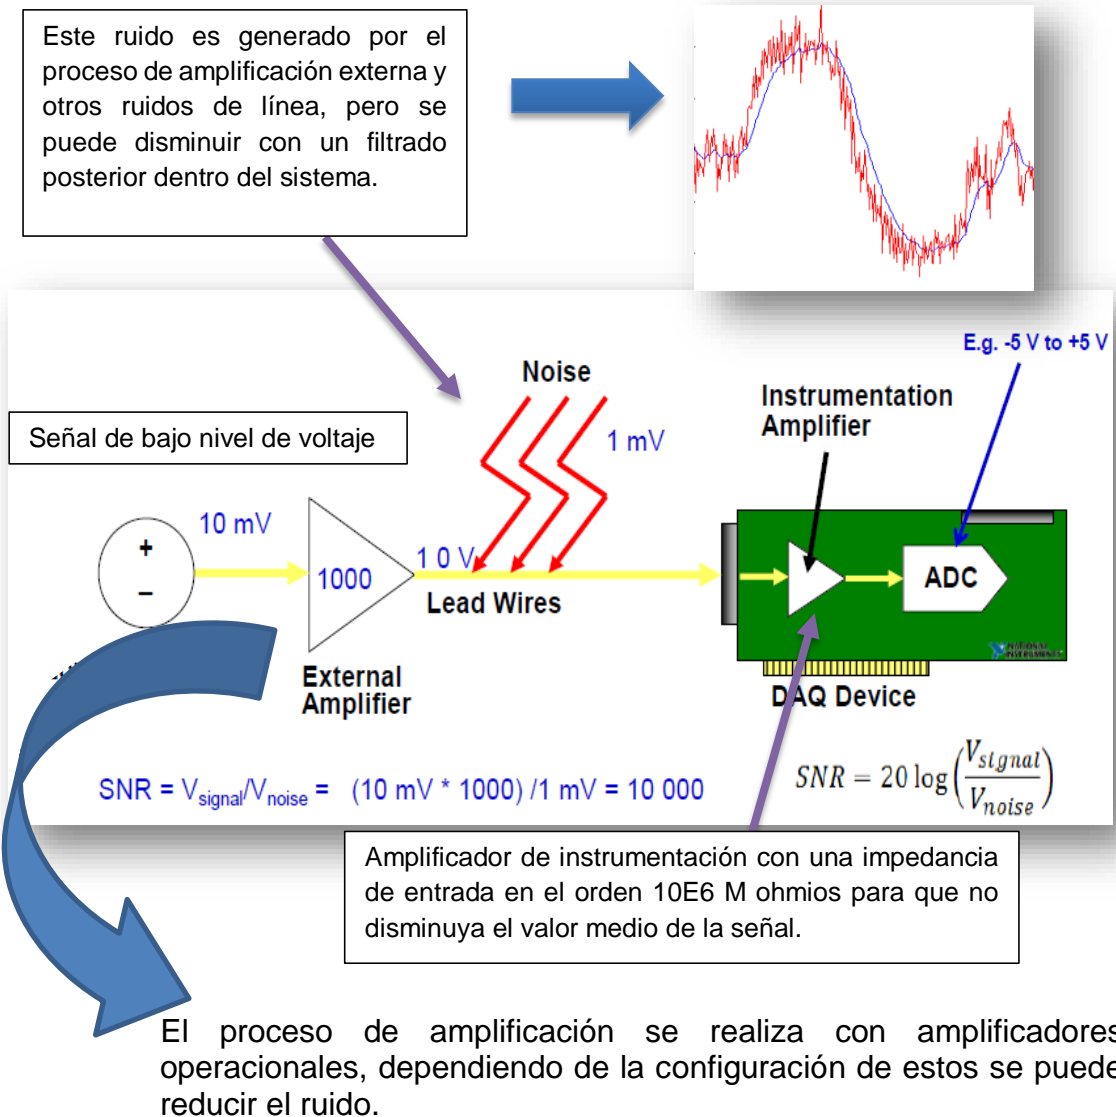 Este ruido es generado por el
proceso de amplificación externa y
otros ruidos de línea, pero se
puede disminuir con un filtrado
posterior dentro del sistema.
E.g. -5 V to +5 V
Noise
1 mV
Instrumentation
Amplifier
Señal de bajo nivel de voltaje
10 mV
+
–
1000
1 0 V
Lead Wires
ADC
NATIONAL
INSTRUMENTS
External
Amplifier
DAQ Device
SNR = Vsignal/Vnoise = (10 mV * 1000) /1 mV = 10 000
SNR = 20 log(Vsignal/Vnoise)
Amplificador de instrumentación con una impedancia
de entrada en el orden 10E6 M ohmios para que no
disminuya el valor medio de la señal.
El proceso de amplificación se realiza con amplificadores
operacionales, dependiendo de la configuración de estos se puede
reducir el ruido.